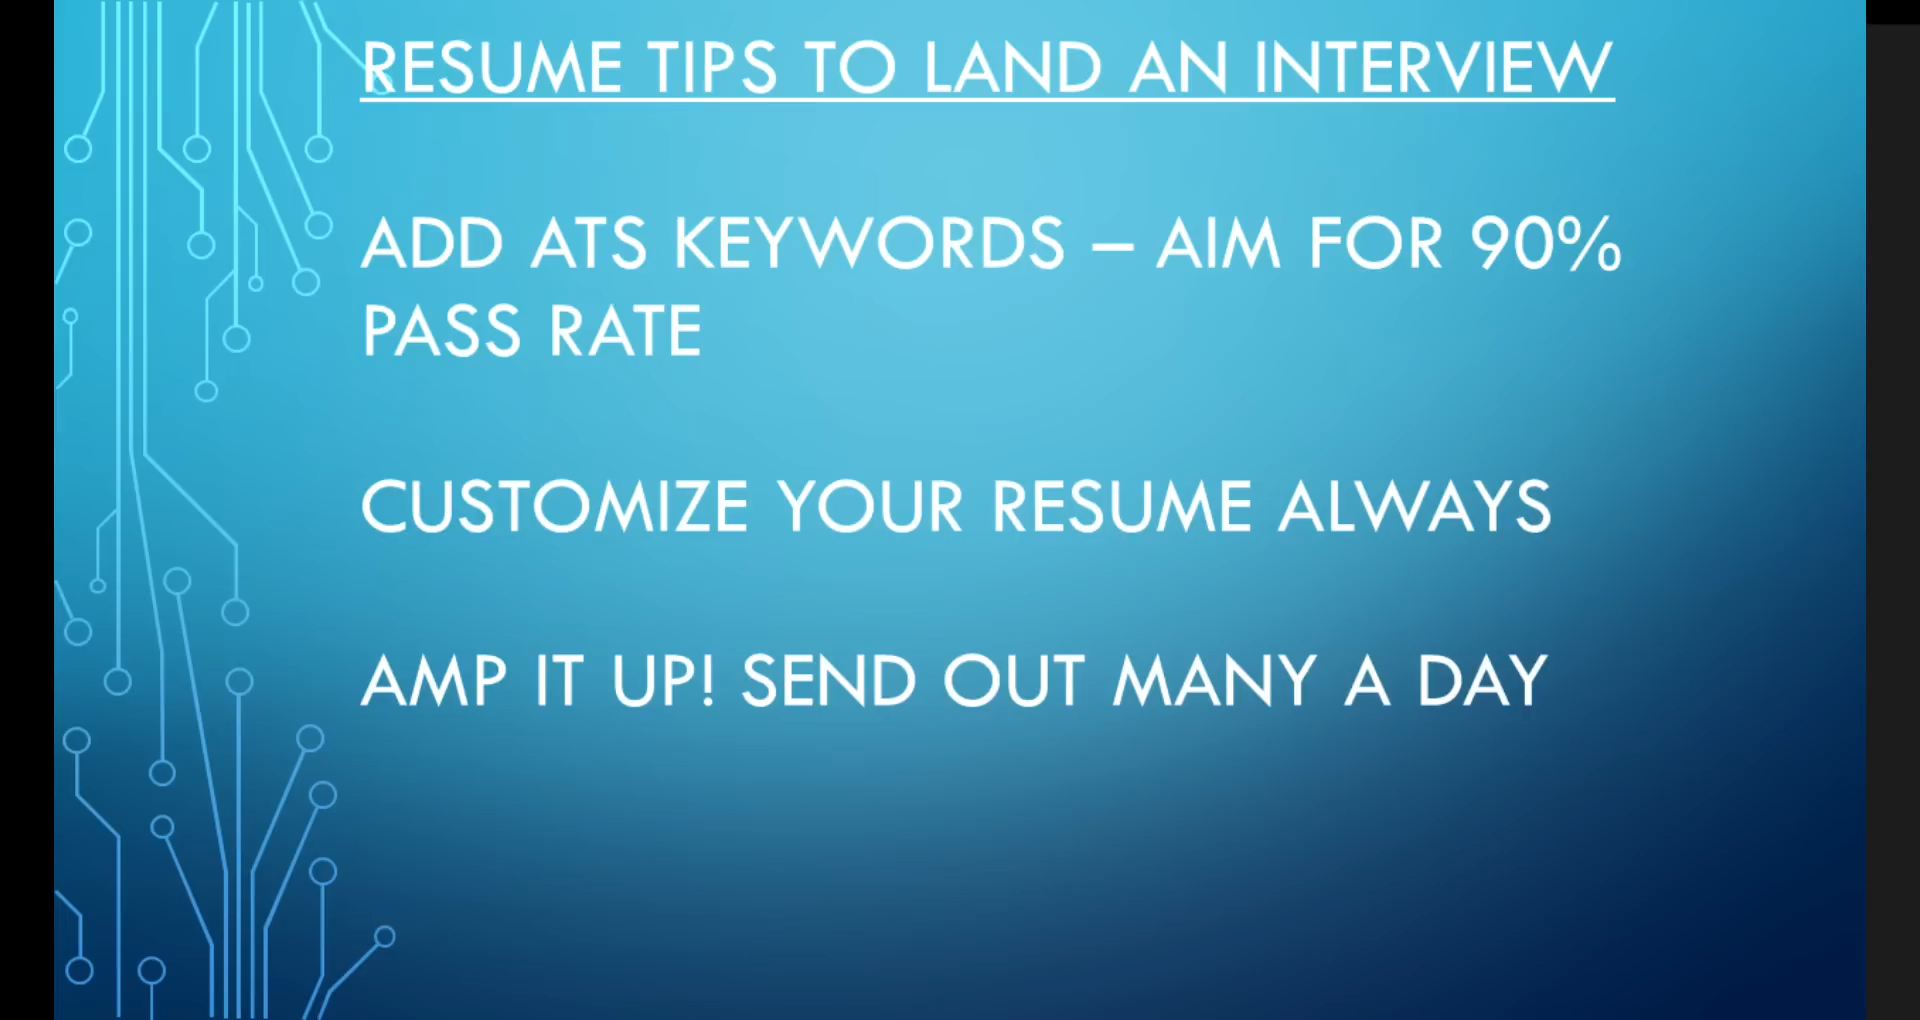 RESUME TIPS TO LAND AN INTERVIEW
ADD ATS KEYWORDS – AIM FOR 90%
PASS RATE
CUSTOMIZE YOUR RESUME ALWAYS
AMP IT UP! SEND OUT MANY A DAY